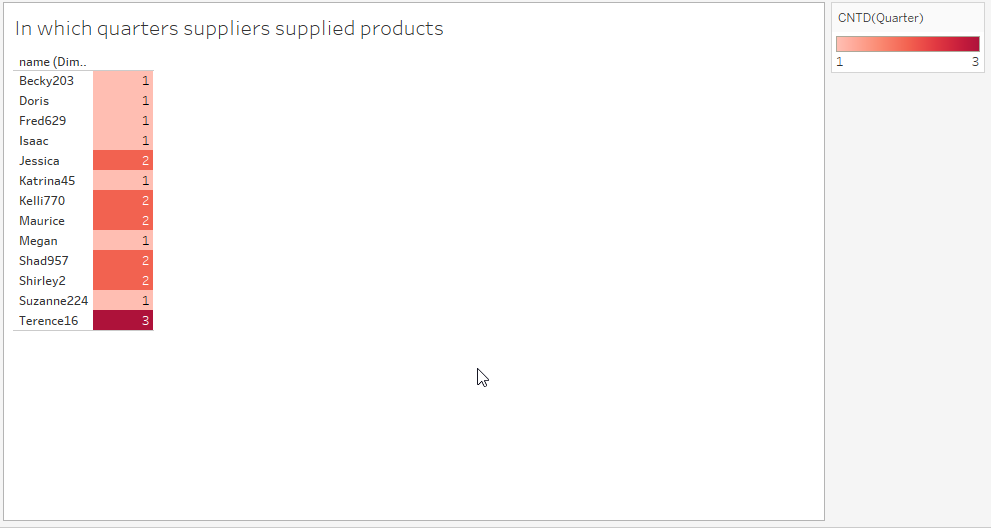 In which quarters suppliers supplied products
name (Dim..
Becky203 1
Doris 1
Fred629 1
Isaac 1
Jessica 2
Katrina45 1
Kelli770 2
Maurice 2
Megan 1
Shad957 2
Shirley2 2
Suzanne224 1
Terence16 3
CNTD(Quarter)
1 3